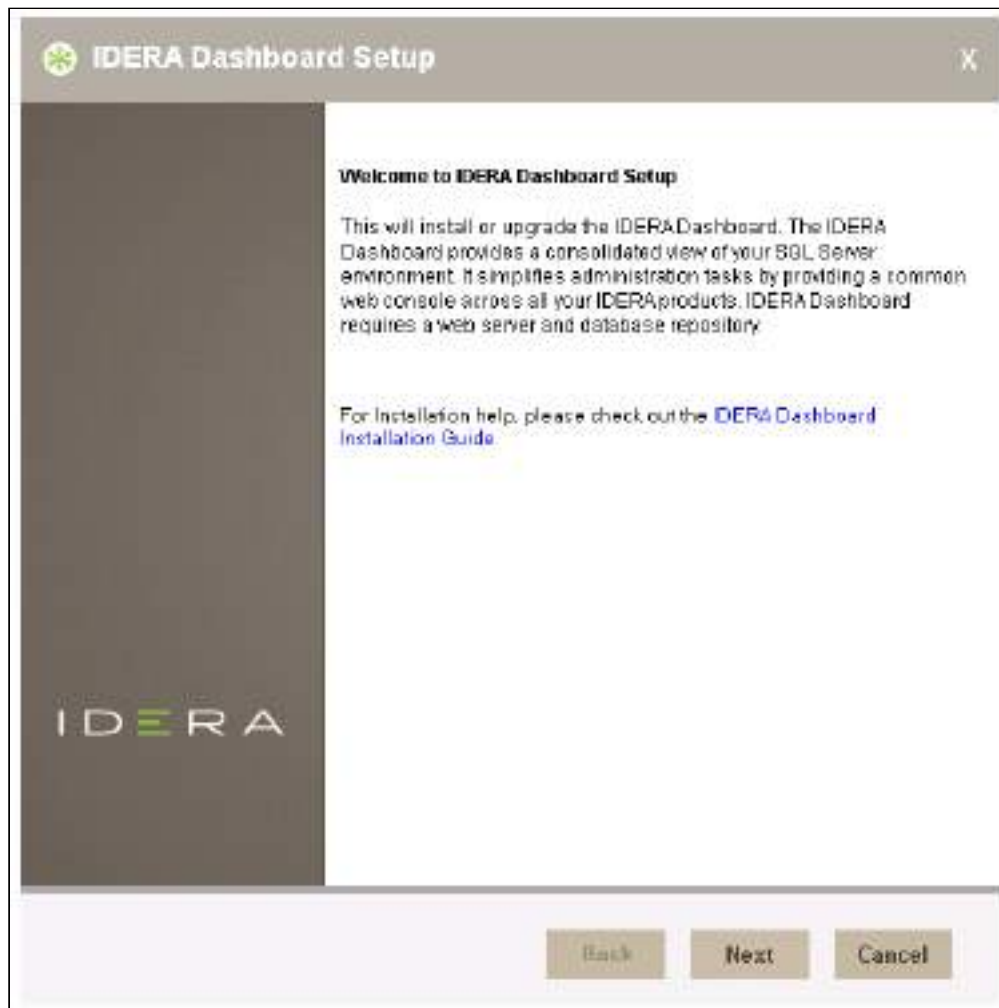 IDERA Dashboard Setup
X
Welcome to IDERA Dashboard Setup
This will install or upgrade the IDERA Dashboard. The IDERA
Dashboard provides a consolidated view of your SQL Server
environment. It simplifies administration tasks by providing a common
web console across all your IDERA products. IDERA Dashboard
requires a web server and database repository.
For Installation help, please check out the IDERA Dashboard
Installation Guide.
IDERA
Back
Next
Cancel